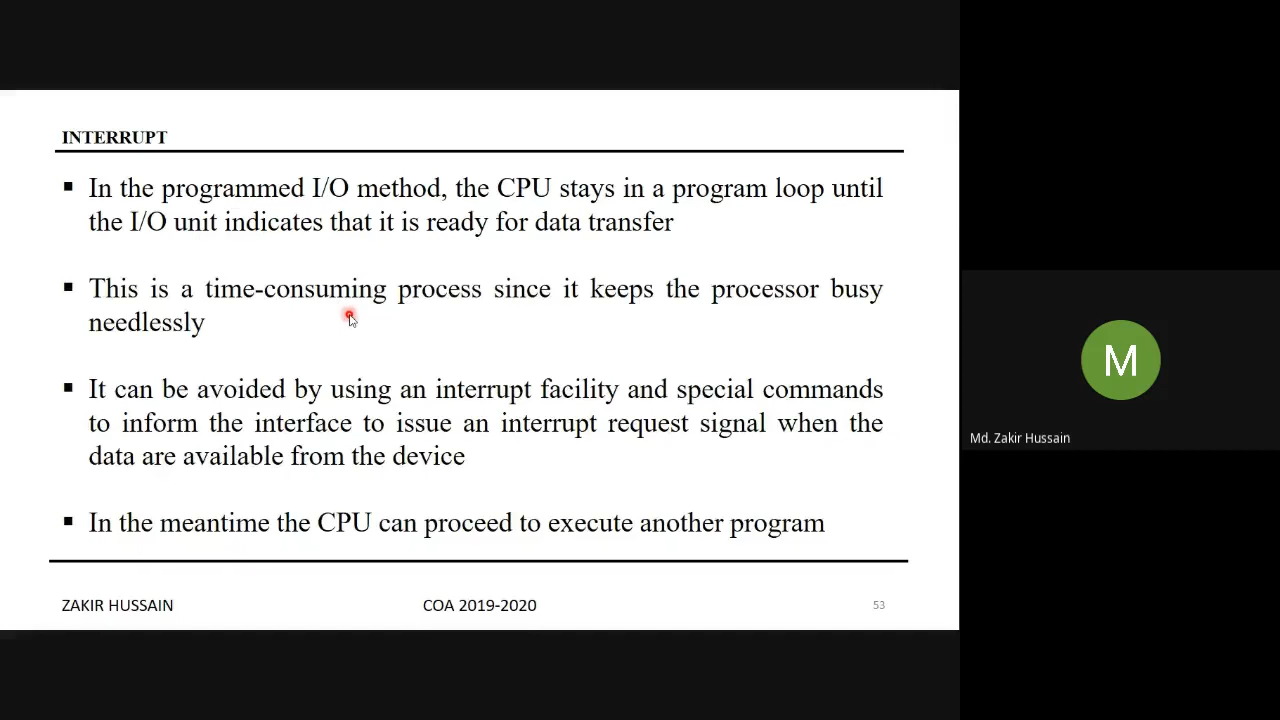 INTERRUPT
▪ In the programmed I/O method, the CPU stays in a program loop until
the I/O unit indicates that it is ready for data transfer
▪ This is a time-consuming process since it keeps the processor busy
needlessly
▪ It can be avoided by using an interrupt facility and special commands
to inform the interface to issue an interrupt request signal when the
data are available from the device
▪ In the meantime the CPU can proceed to execute another program
ZAKIR HUSSAIN
COA 2019-2020
53
M
Md. Zakir Hussain